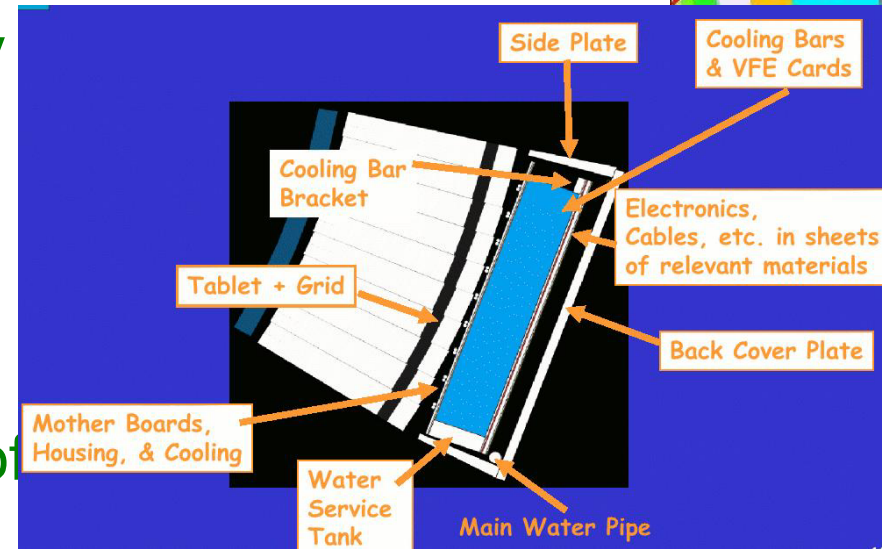 Side Plate
Cooling Bars
& VFE Cards
Cooling Bar
Bracket
Electronics,
Cables, etc. in sheets
of relevant materials
Tablet + Grid
Back Cover Plate
Mother Boards,
Housing, & Cooling
of
Water
Service
Tank
Main Water Pipe